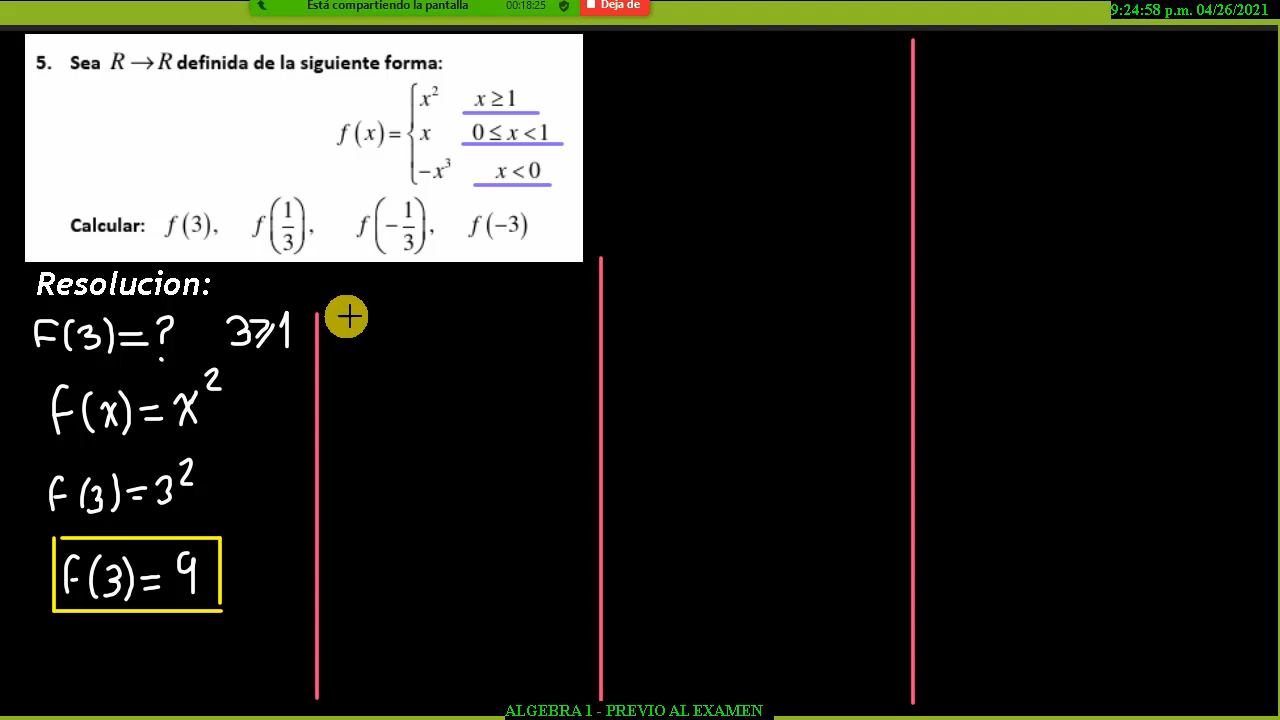 Está compartiendo la pantalla 00:18:25 Deja de
9:24:58 p.m. 04/26/2021
5. Sea R→R definida de la siguiente forma:
f(x)= { x² x≥1
x 0≤x<1
-x³ x<0
Calcular: f(3), f(1/3), f(-1/3), f(-3)
Resolucion:
F(3)=? 3≥1
F(x)=x²
F(3)=3²
F(3)=9
ALGEBRA 1 - PREVIO AL EXAMEN